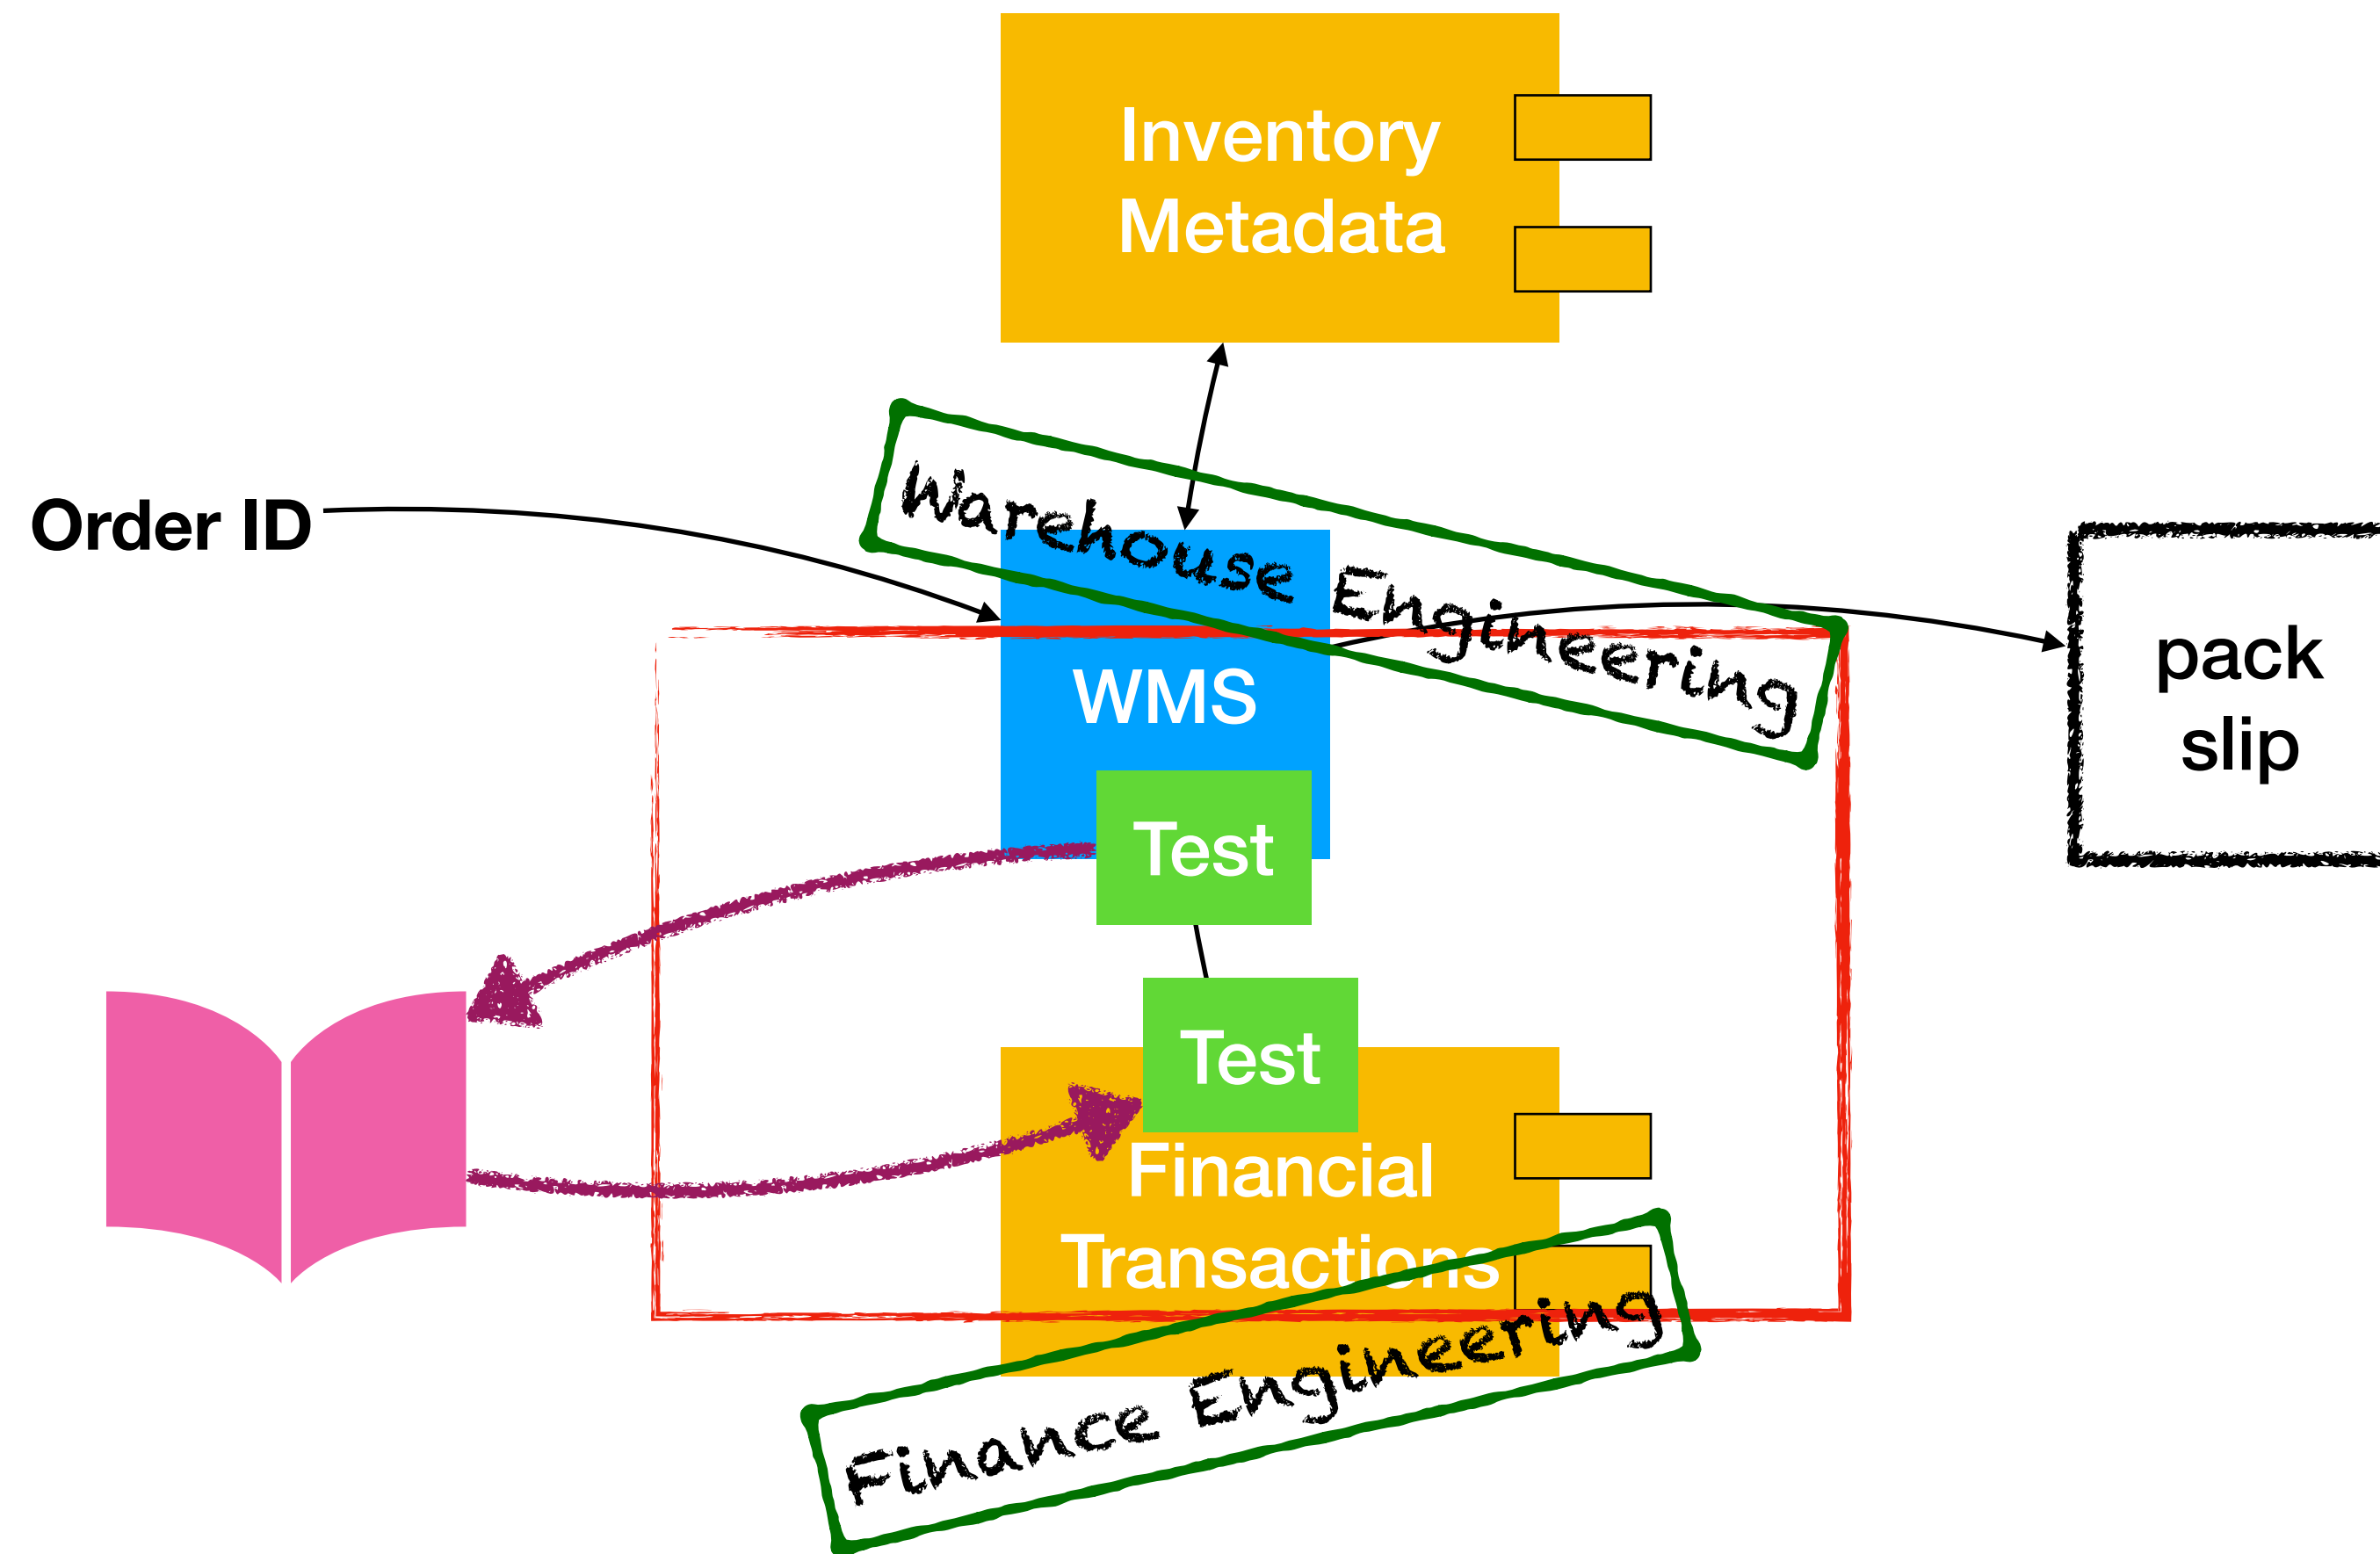 Inventory
Metadata
Order ID
Warehouse Engineering
WMS
pack
slip
Test
Test
Financial
Transactions
Finance Engineering